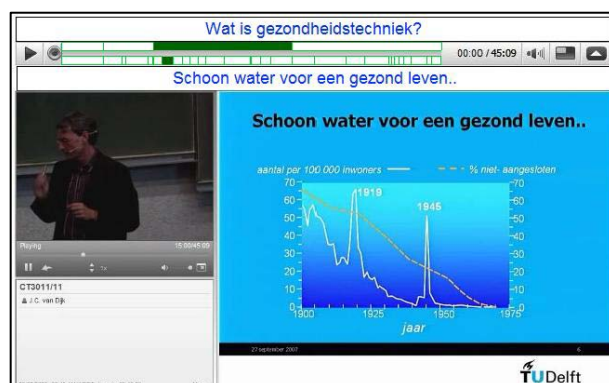 Wat is gezondheidstechniek?
00:00 / 45:09
Schoon water voor een gezond leven..
Schoon water voor een gezond leven..
aantal per 100 000 inwoners
% niet- aangesloten
70
60
50
40
30
20
10
0
1919
1945
70
60
50
40
30
20
10
0
1900
1925
1950
1975
jaar
27 september 2007
6
TUDelft
Playing
15:00/45:09
1x
CT3011/11
J.C. van Dijk